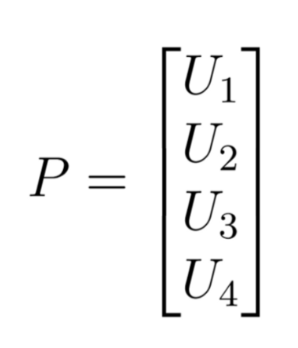 P = [U₁
U₂
U₃
U₄]